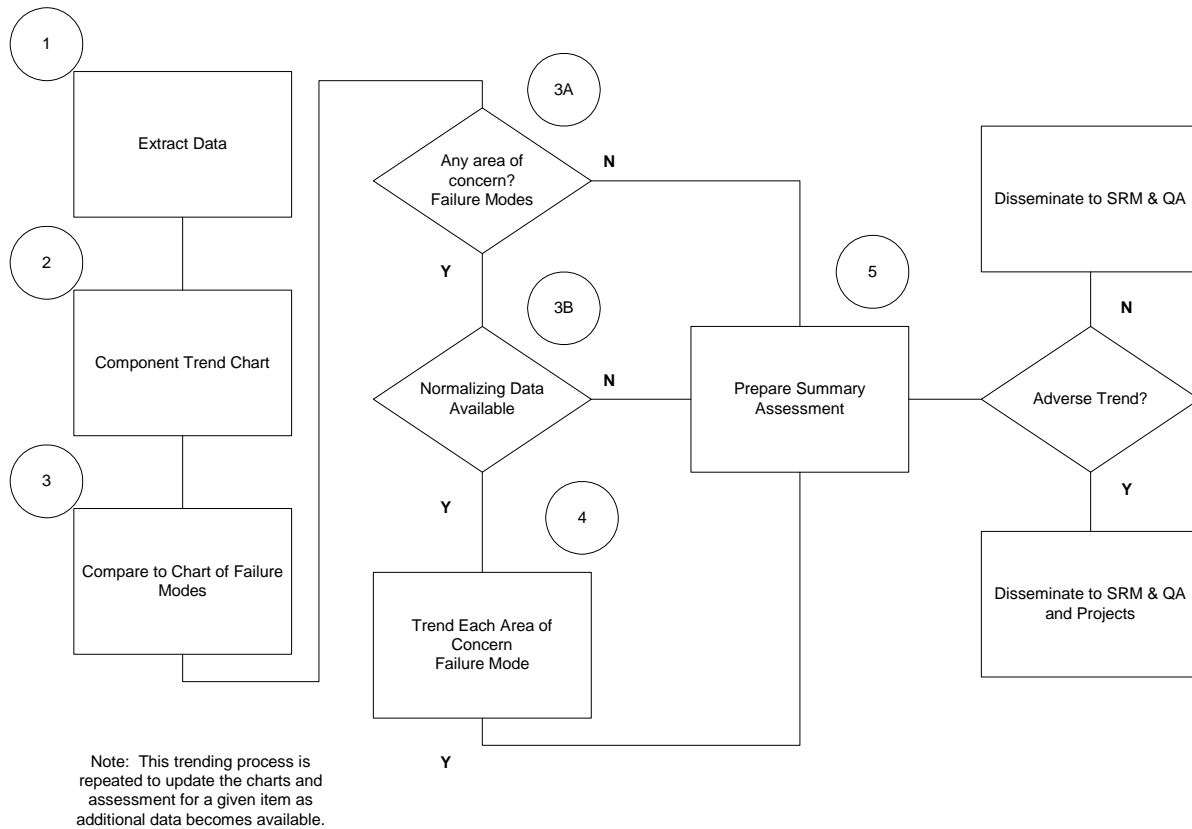 1
Extract Data
2
Component Trend Chart
3
Compare to Chart of Failure
Modes
3A
Any area of
concern?
Failure Modes
N
Y
3B
Normalizing Data
Available
N
Y
4
Trend Each Area of
Concern
Failure Mode
Y
5
Prepare Summary
Assessment
Disseminate to SRM & QA
N
Adverse Trend?
Y
Disseminate to SRM & QA
and Projects
Note:  This trending process is
repeated to update the charts and
assessment for a given item as
additional data becomes available.